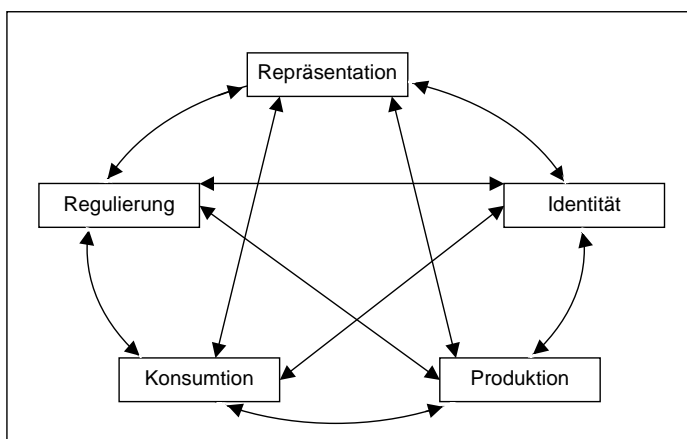 Repräsentation
Regulierung
Identität
Konsumtion
Produktion